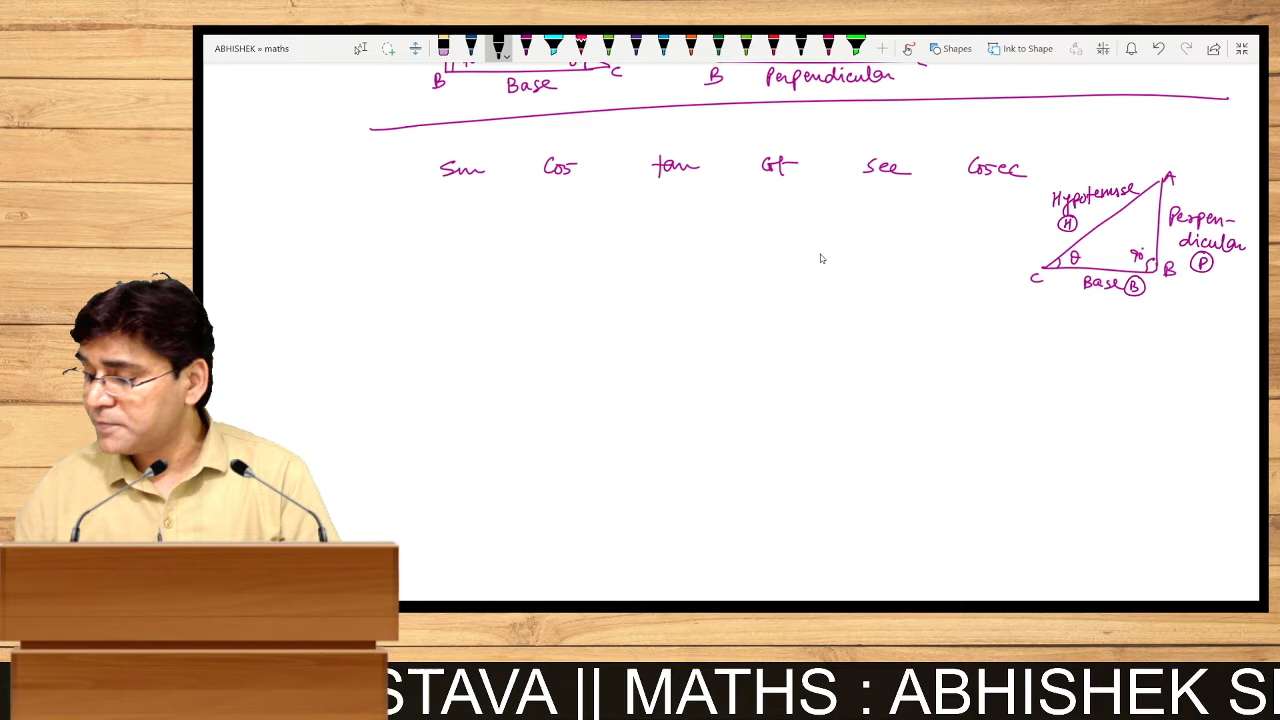 ABHISHEK » maths
Shapes
Ink to Shape
B
C
Base
B
Perpendicular
Sin Cos tan Cot Sec Cosec
A
Hypotenuse
H
Perpen-
dicular
P
θ
90°
C
B
Base B
STAVA || MATHS : ABHISHEK S